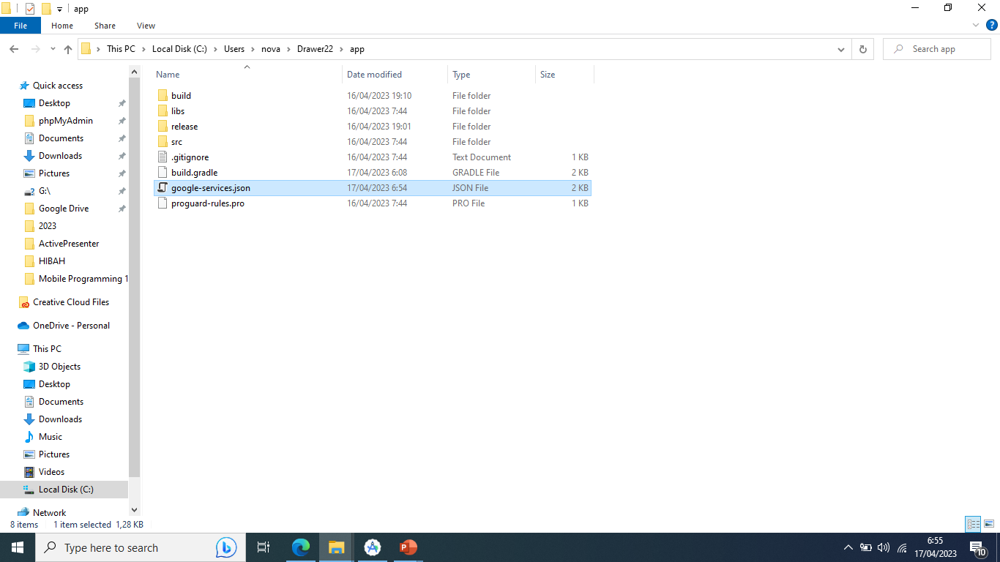 app
File Home Share View
This PC Local Disk (C:) Users nova Drawer22 app
Search app
Name Date modified Type Size
build 16/04/2023 19:10 File folder
libs 16/04/2023 7:44 File folder
release 16/04/2023 19:01 File folder
src 16/04/2023 7:44 File folder
.gitignore 16/04/2023 7:44 Text Document 1 KB
build.gradle 17/04/2023 6:08 GRADLE File 2 KB
google-services.json 17/04/2023 6:54 JSON File 2 KB
proguard-rules.pro 16/04/2023 7:44 PRO File 1 KB
Quick access
Desktop
phpMyAdmin
Documents
Downloads
Pictures
G:\
Google Drive
2023
ActivePresenter
HIBAH
Mobile Programming 1
Creative Cloud Files
OneDrive - Personal
This PC
3D Objects
Desktop
Documents
Downloads
Music
Pictures
Videos
Local Disk (C:)
Network
8 items 1 item selected 1,28 KB
Type here to search
6:55
17/04/2023
10